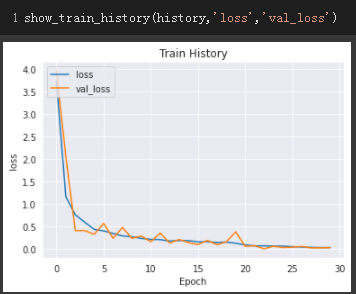 1 show_train_history(history,'loss','val_loss')
Train History
4.0
3.5
3.0
2.5
2.0
1.5
1.0
0.5
0.0
loss
loss
val_loss
0 5 10 15 20 25 30
Epoch